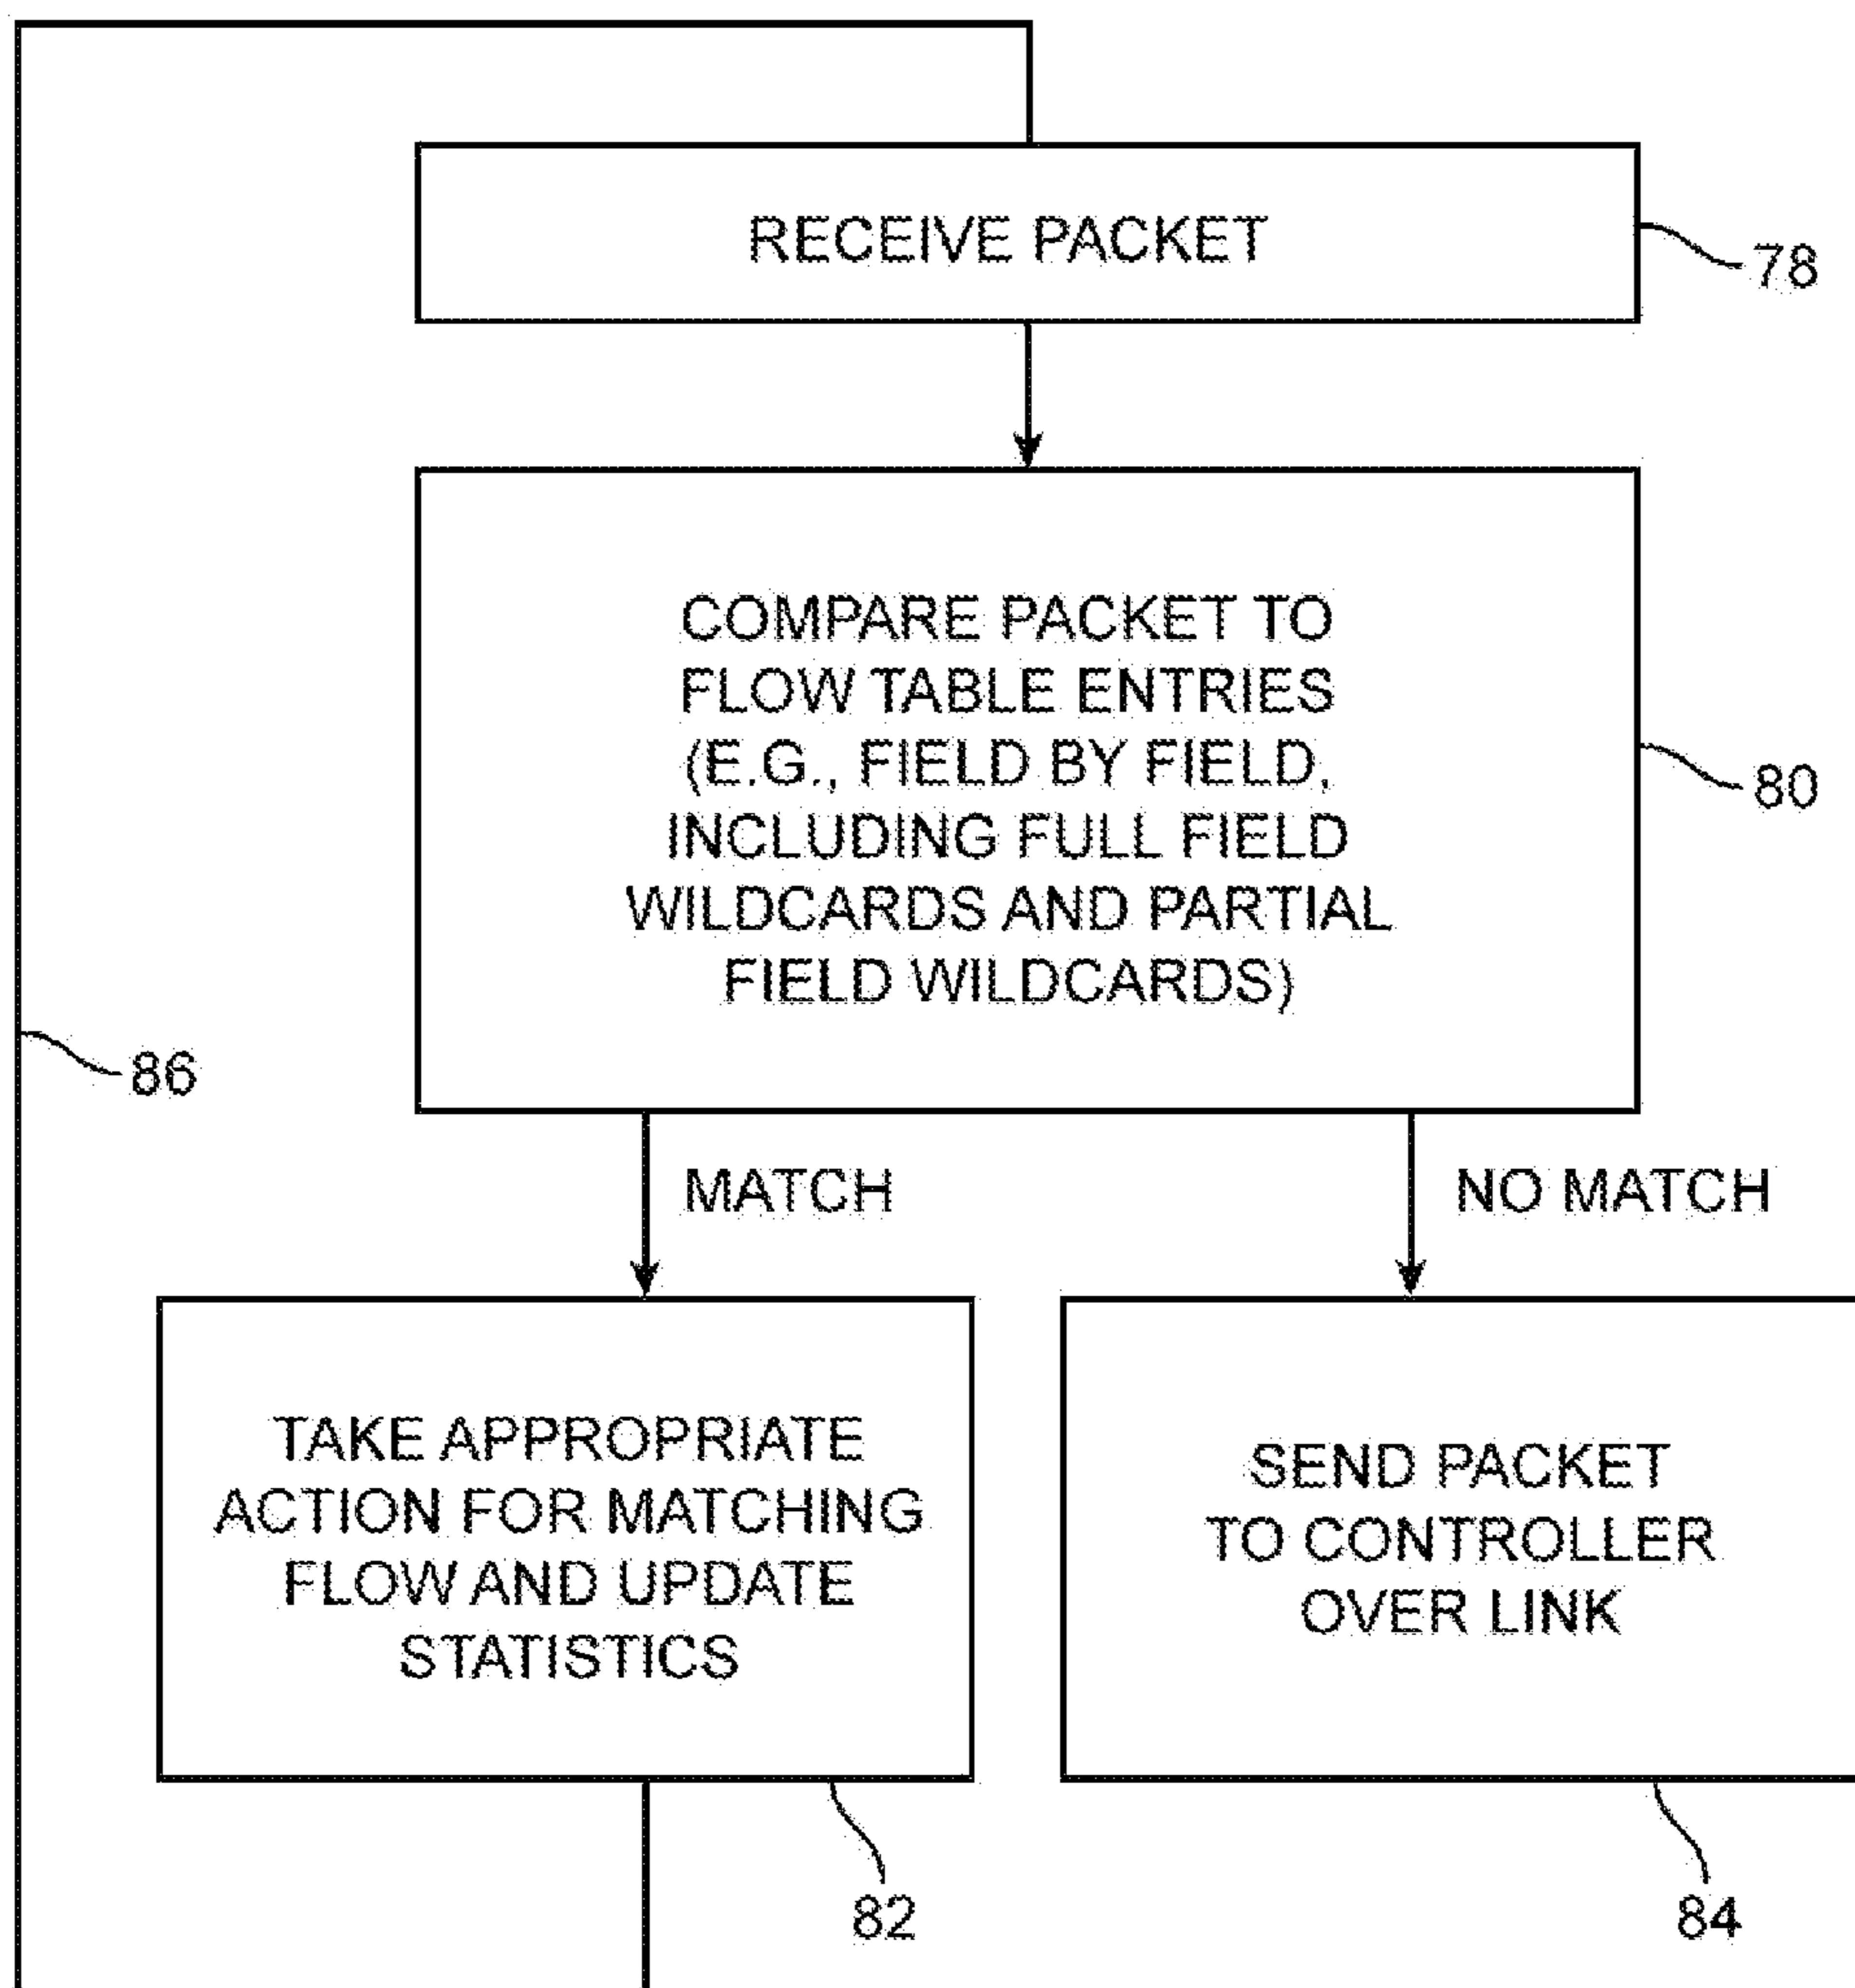 RECEIVE PACKET
78
COMPARE PACKET TO
FLOW TABLE ENTRIES
(E.G., FIELD BY FIELD,
INCLUDING FULL FIELD
WILDCARDS AND PARTIAL
FIELD WILDCARDS)
80
86
MATCH
NO MATCH
TAKE APPROPRIATE
ACTION FOR MATCHING
FLOW AND UPDATE
STATISTICS
SEND PACKET
TO CONTROLLER
OVER LINK
82
84